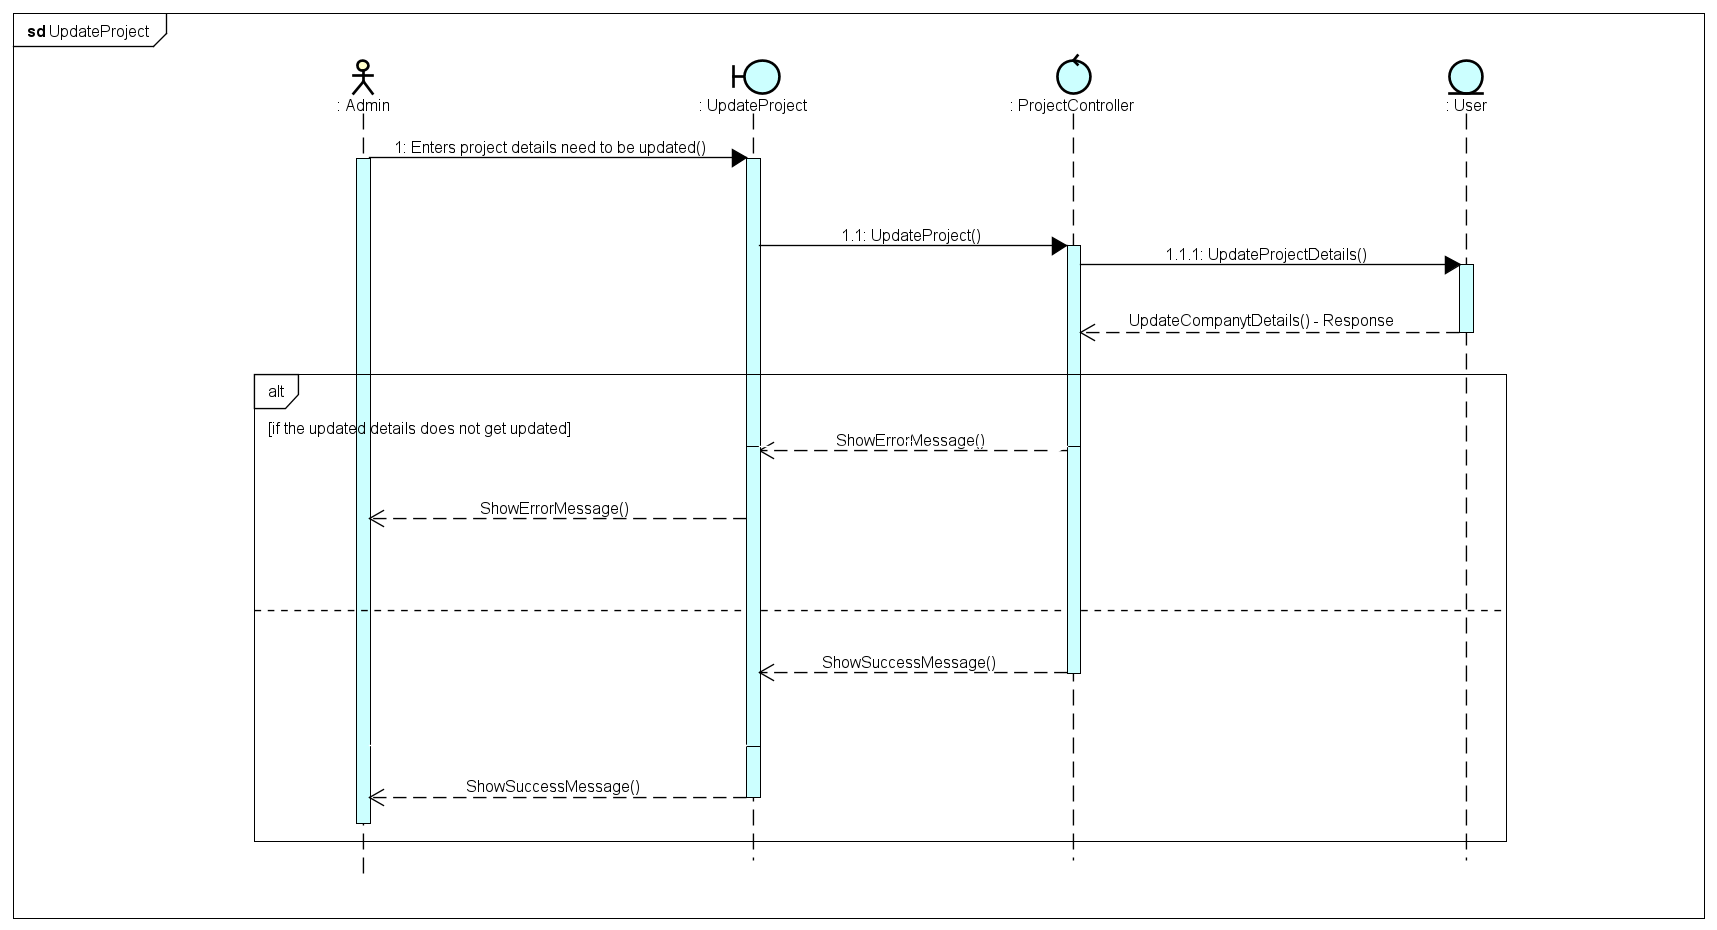 sd UpdateProject
: Admin
: UpdateProject
: ProjectController
: User
1: Enters project details need to be updated()
1.1: UpdateProject()
1.1.1: UpdateProjectDetails()
UpdateCompanytDetails() - Response
alt
[if the updated details does not get updated]
ShowErrorMessage()
ShowErrorMessage()
ShowSuccessMessage()
ShowSuccessMessage()